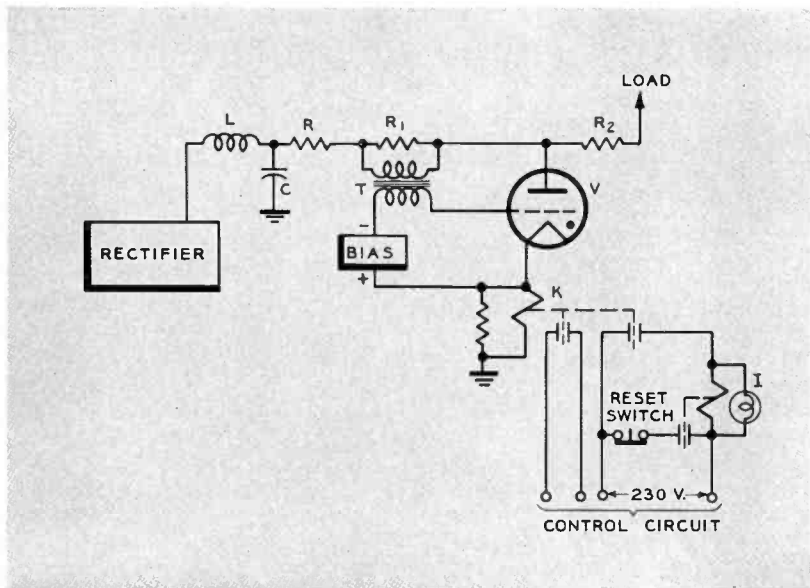 LOAD
L
R
R1
R2
C
T
V
RECTIFIER
-
BIAS
+
K
I
RESET
SWITCH
230 V.
CONTROL CIRCUIT